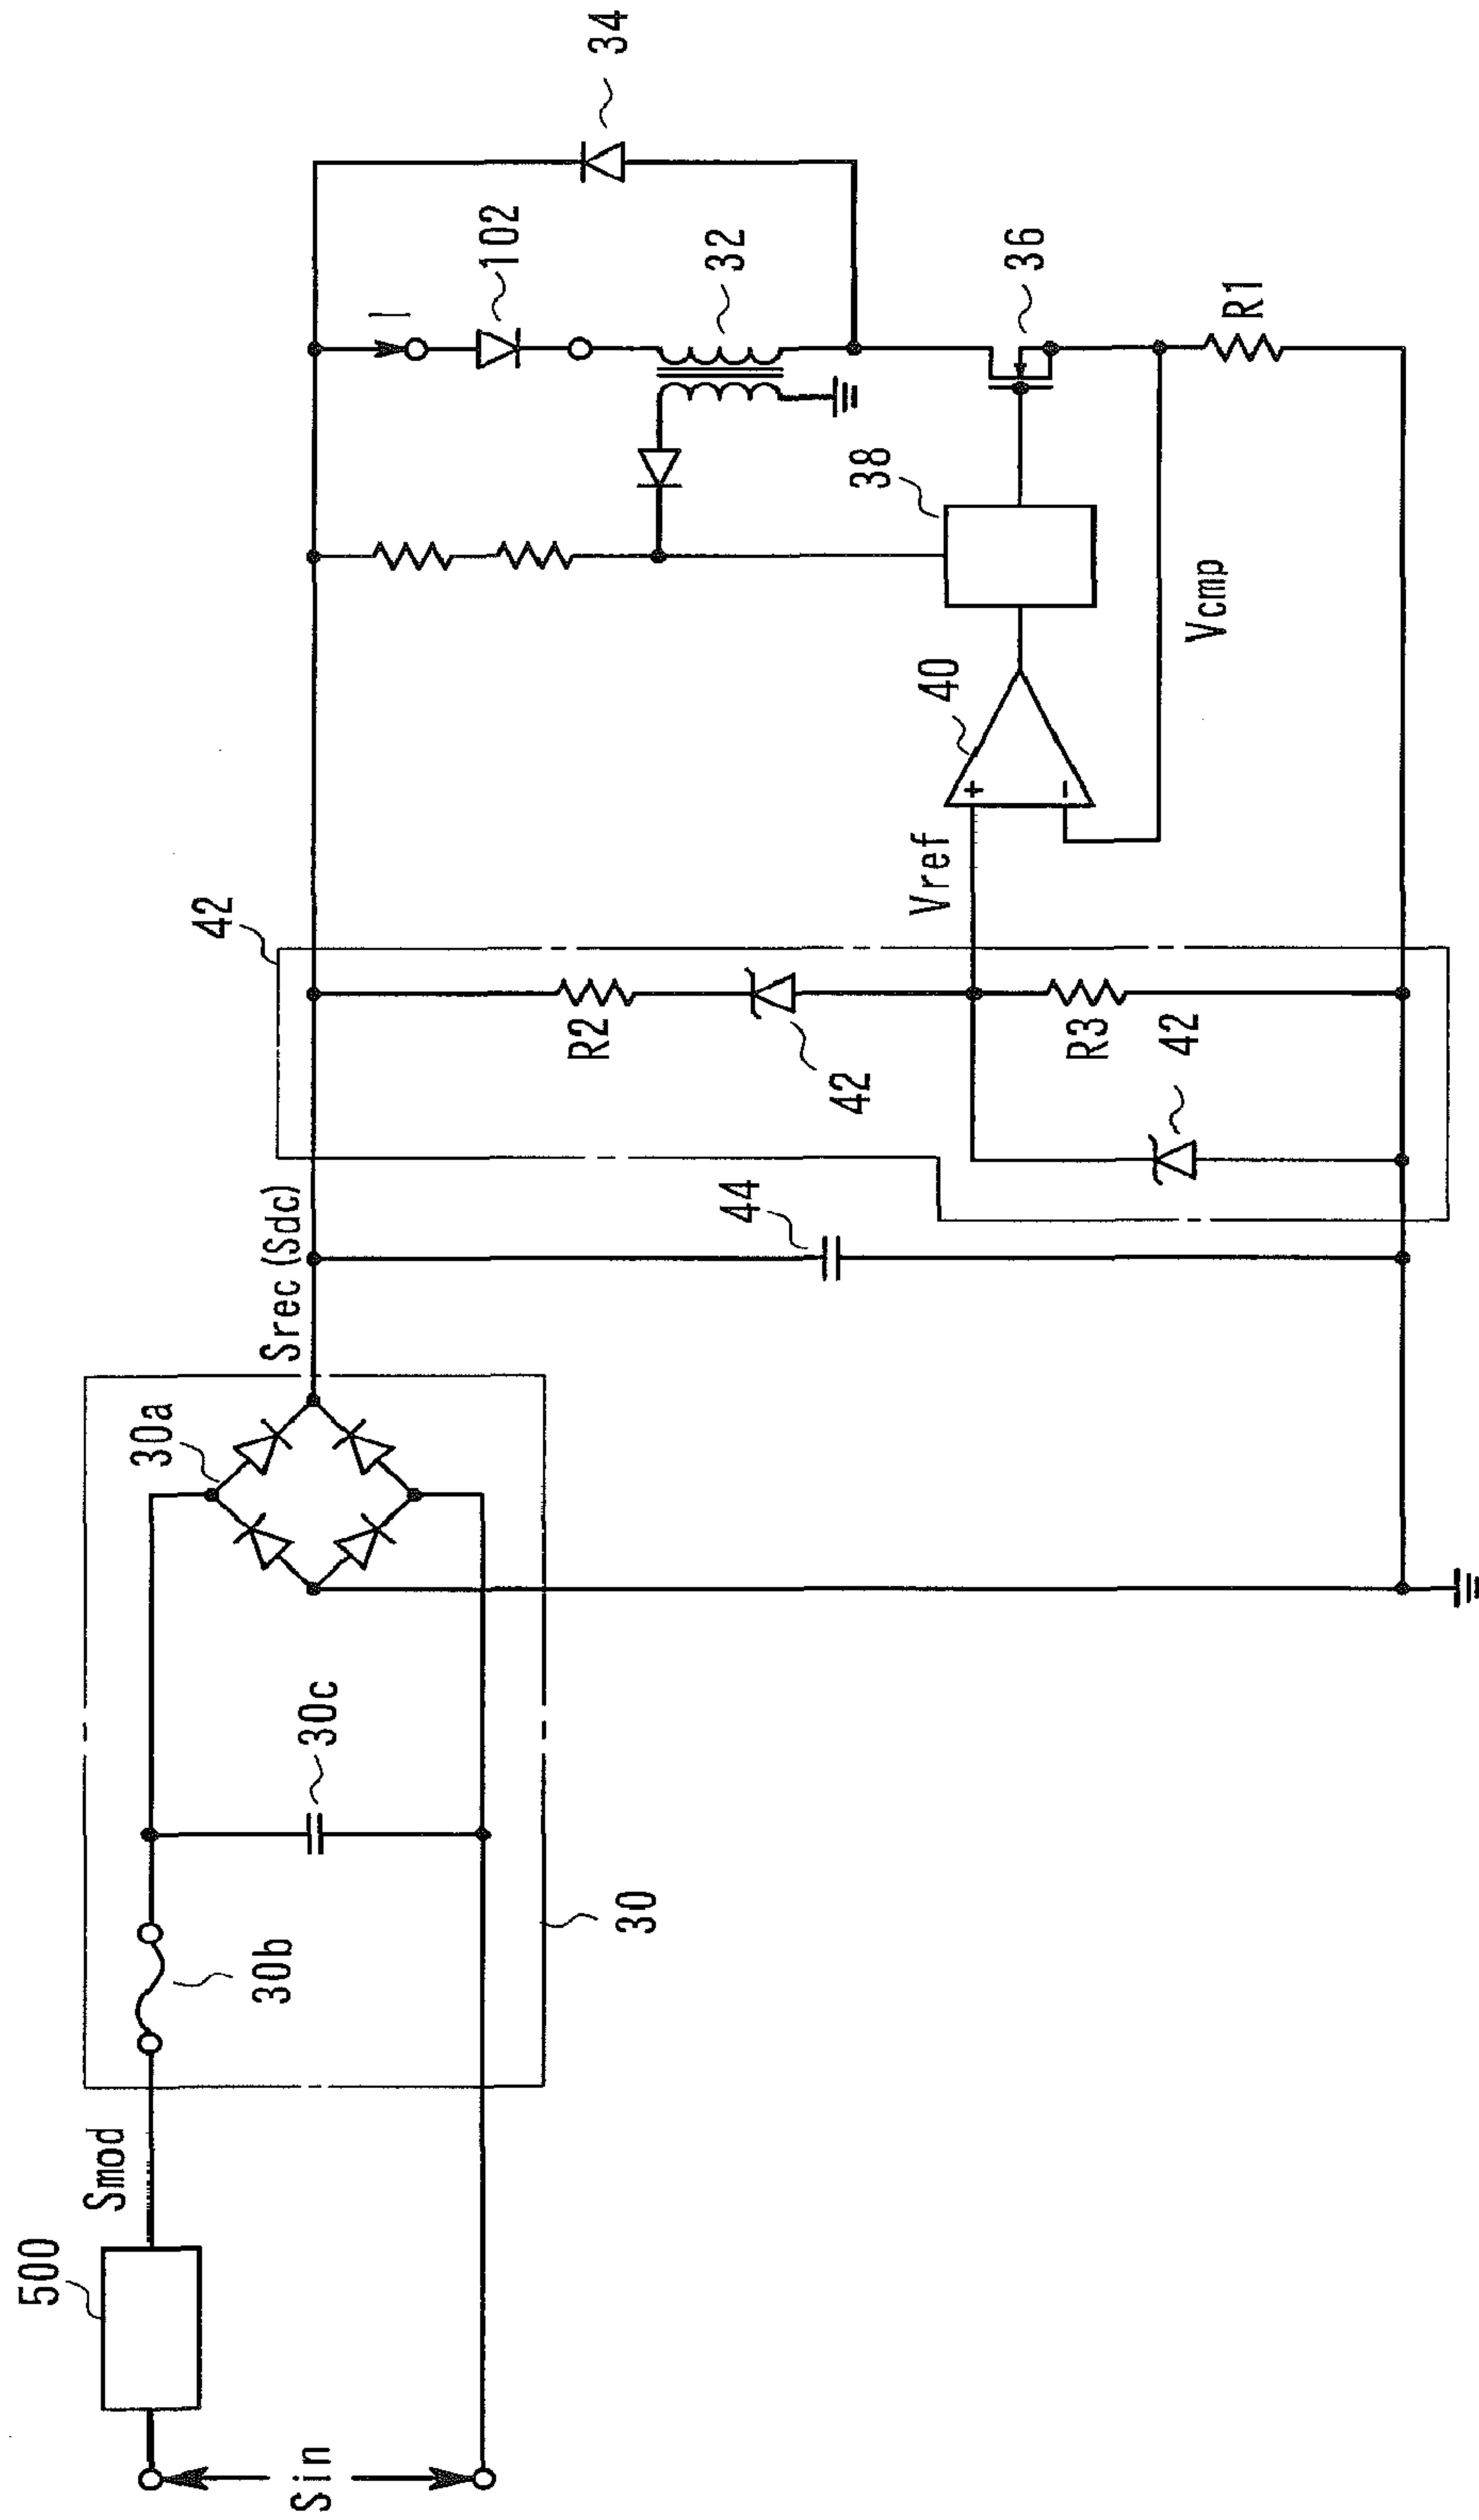 500
Smod
Sin
30b
30c
30
30a
Srec (Sdc)
44
42
R2
42
R3
42
Vref
40
Vcmp
38
I
102
32
34
36
R1
+
−